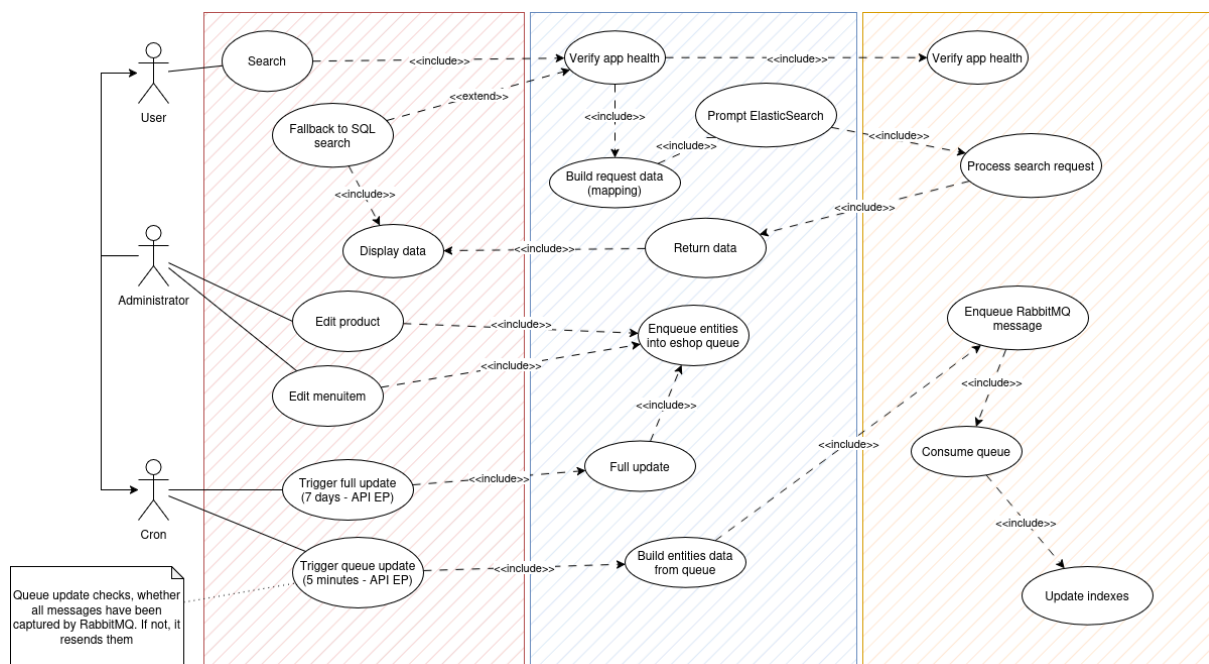 Search
<<include>>
Verify app health
<<include>>
Verify app health
User
<<extend>>
Fallback to SQL
search
<<include>>
Prompt ElasticSearch
<<include>>
<<include>>
Process search request
Build request data
(mapping)
<<include>>
<<include>>
Display data
<<include>>
Return data
Administrator
Edit product
<<include>>
Enqueue entities
into eshop queue
Enqueue RabbitMQ
message
Edit menuitem
<<include>>
<<include>>
<<include>>
<<include>>
Consume queue
Trigger full update
(7 days - API EP)
<<include>>
Full update
Cron
<<include>>
Trigger queue update
(5 minutes - API EP)
<<include>>
Build entities data
from queue
Update indexes
Queue update checks, whether
all messages have been
captured by RabbitMQ. If not, it
resends them